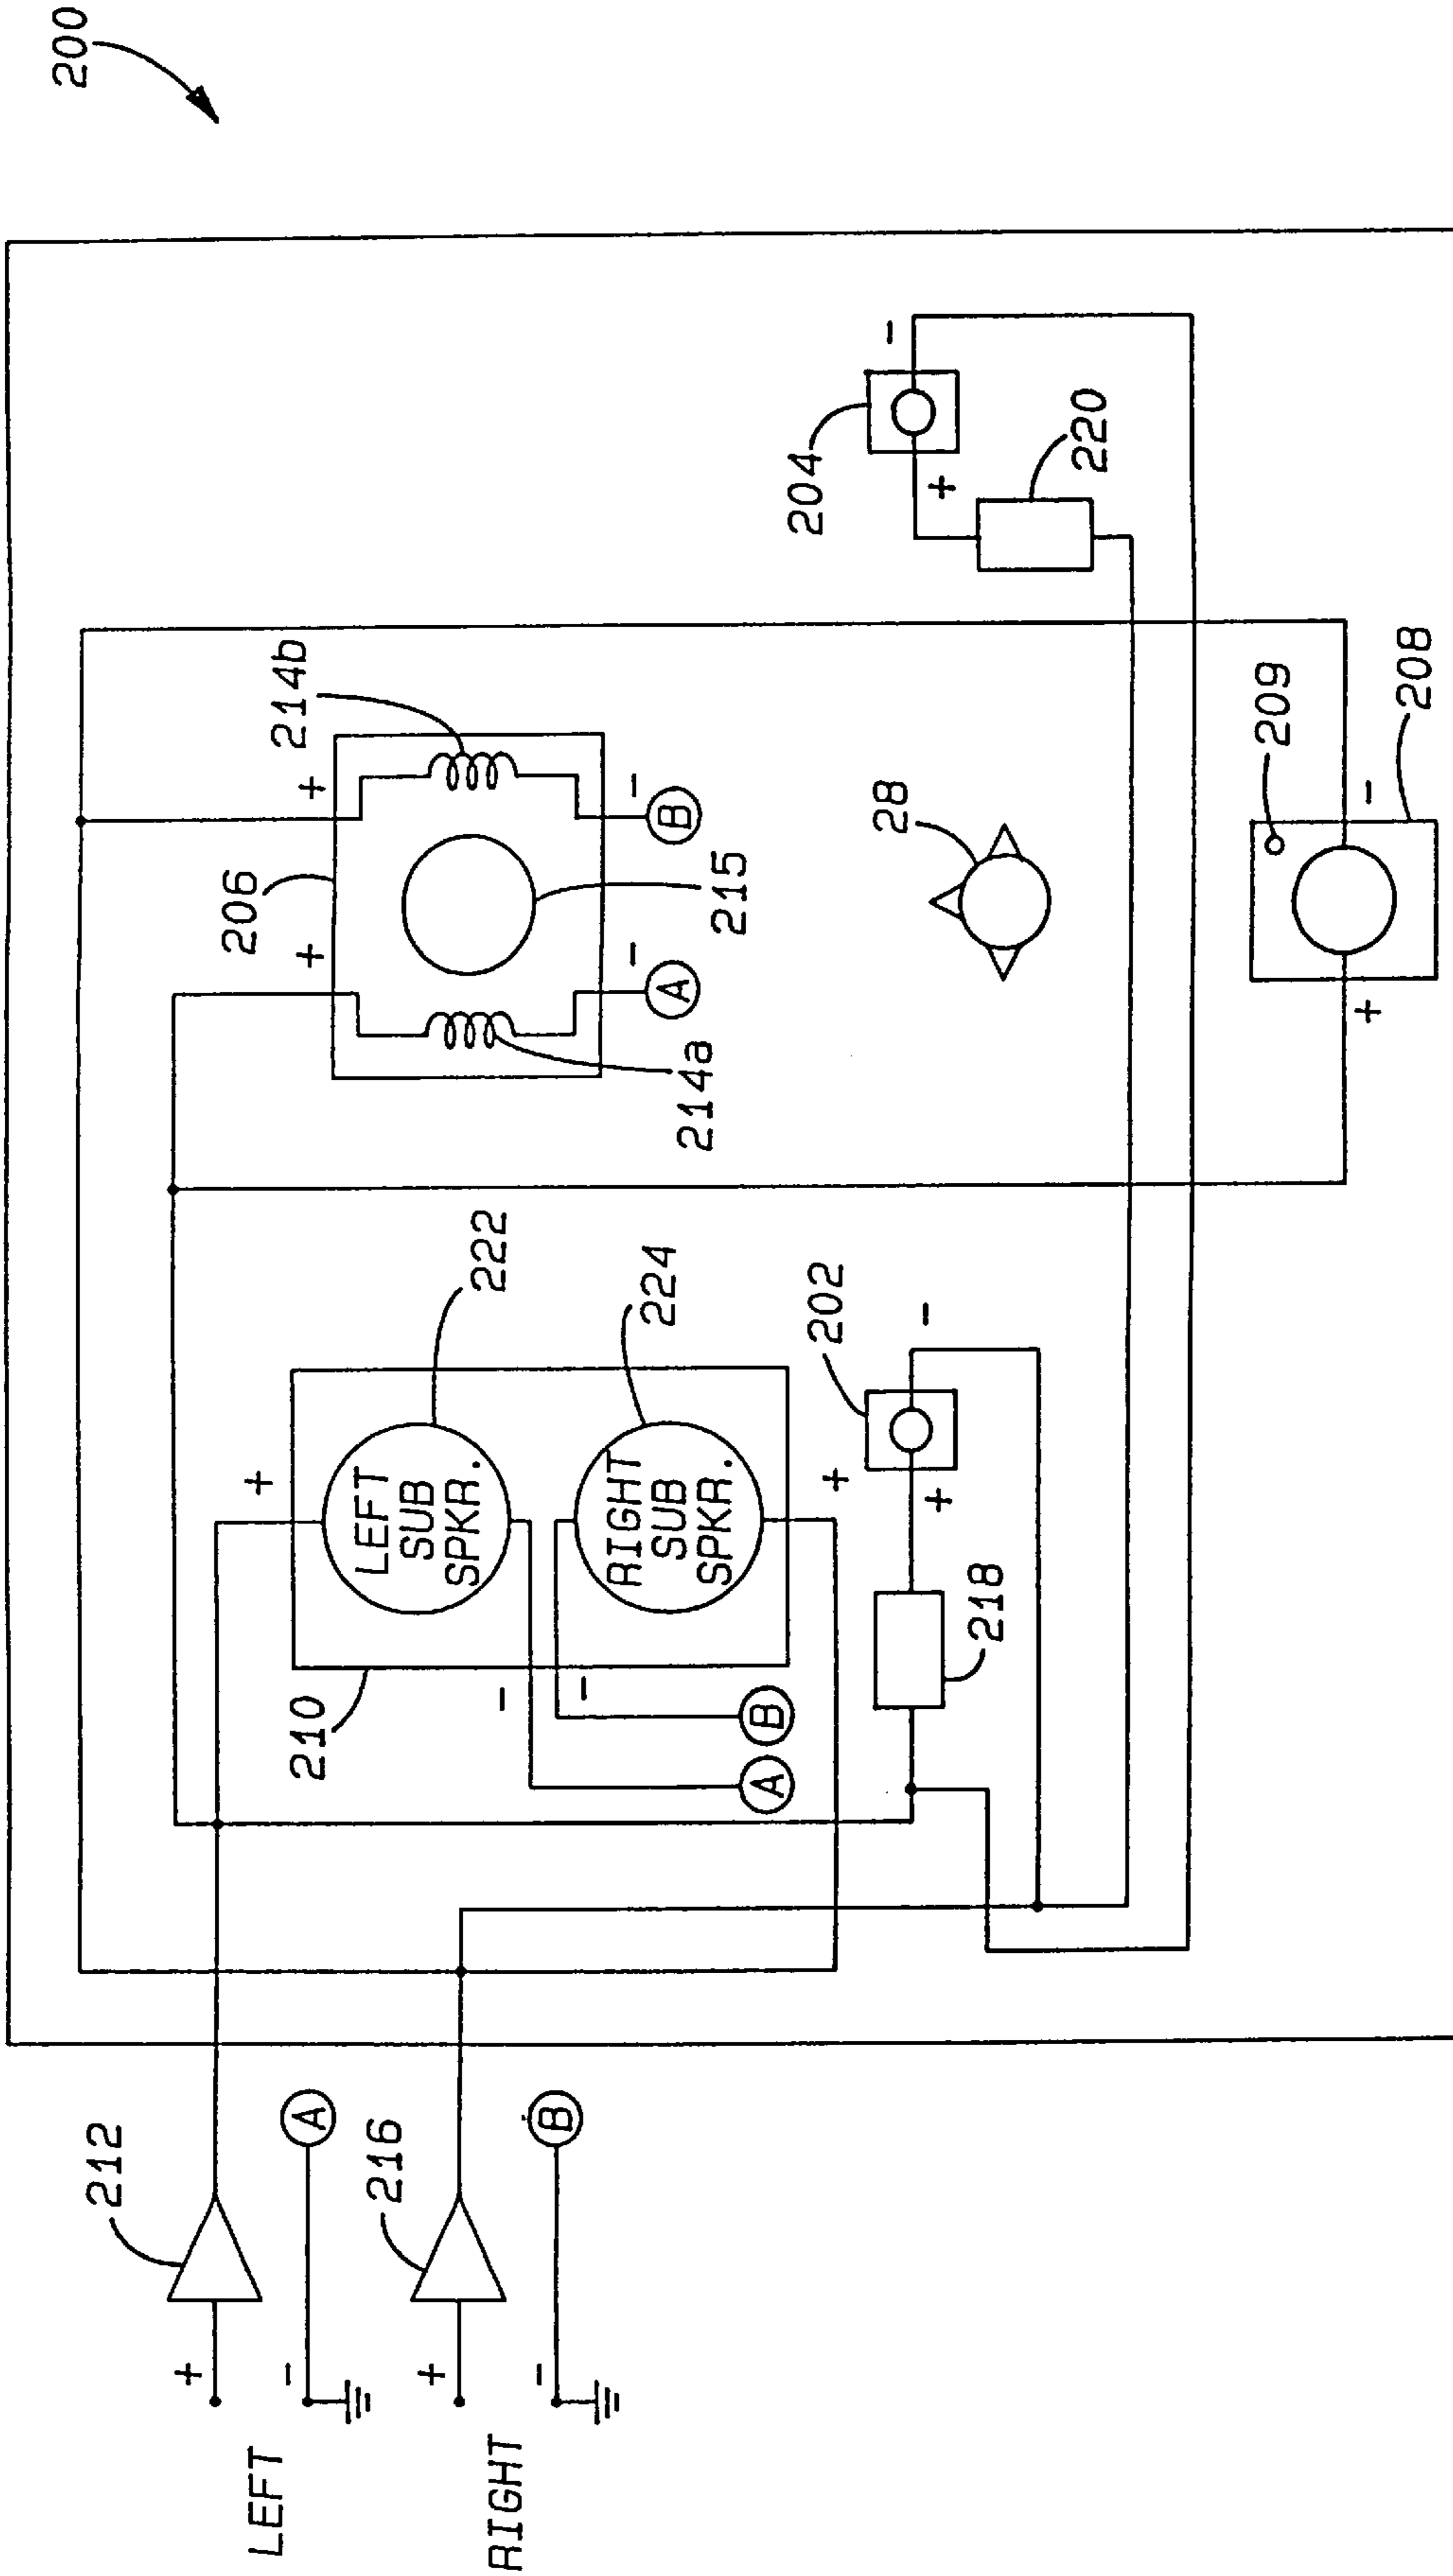 200
206
+
+
214b
214a
215
-
-
A
B
204
-
+
220
28
209
208
+
-
LEFT
SUB
SPKR.
222
RIGHT
SUB
SPKR.
224
+
+
210
-
-
A
B
202
+
-
218
212
+
-
A
LEFT
216
+
-
B
RIGHT